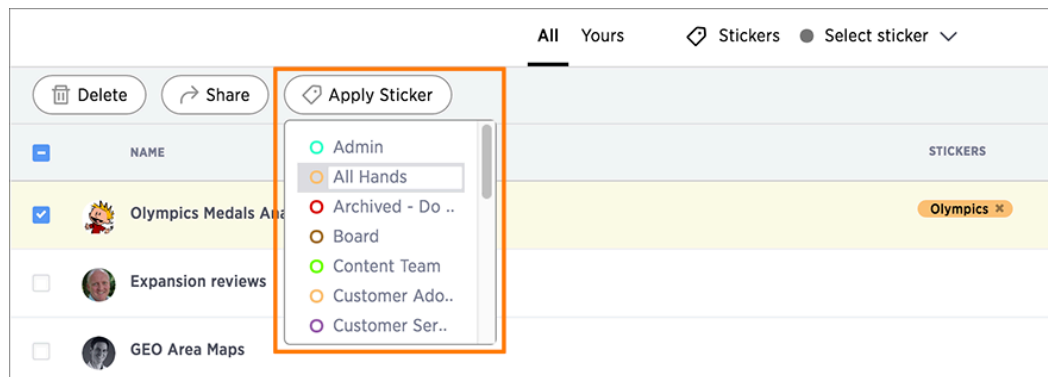 All Yours Stickers Select sticker
Delete Share Apply Sticker
NAME STICKERS
Admin
All Hands
Archived - Do ..
Board
Content Team
Customer Ado..
Customer Ser..
Olympics Medals Ana
Olympics ×
Expansion reviews
GEO Area Maps